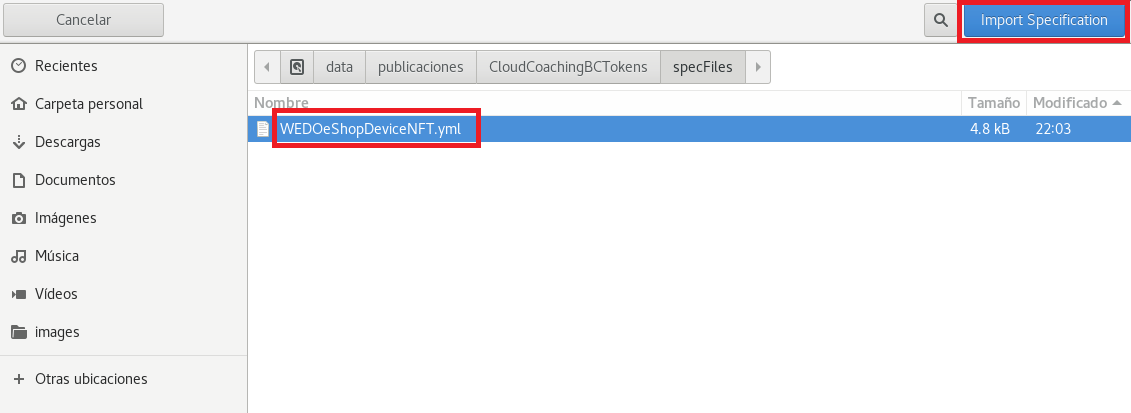 Cancelar
Import Specification
Recientes
Carpeta personal
Descargas
Documentos
Imágenes
Música
Vídeos
images
Otras ubicaciones
data publicaciones CloudCoachingBCTokens specFiles
Nombre Tamaño Modificado
WEDOeShopDeviceNFT.yml 4.8 kB 22:03